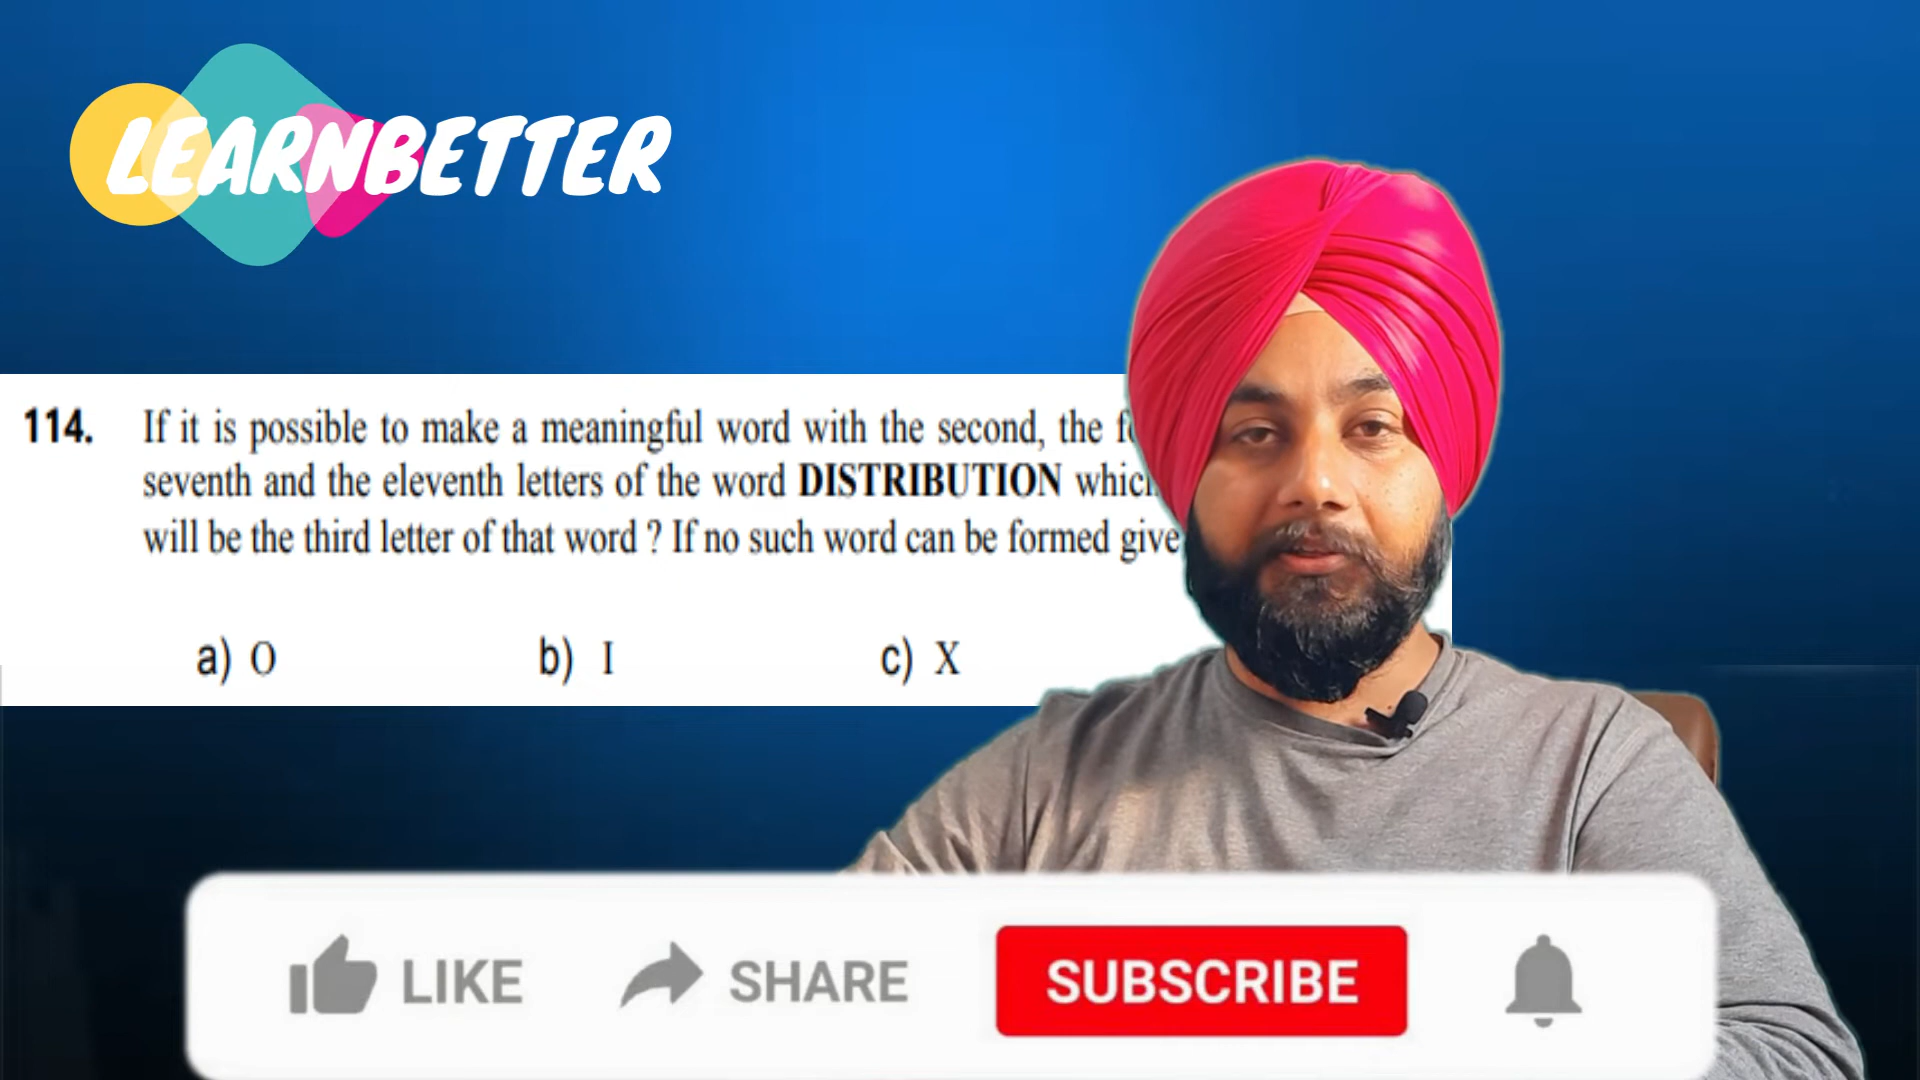 LEARNBETTER
114. If it is possible to make a meaningful word with the second, the
seventh and the eleventh letters of the word DISTRIBUTION
will be the third letter of that word ? If no such word can be formed give
a) O b) I c) X
LIKE SHARE SUBSCRIBE